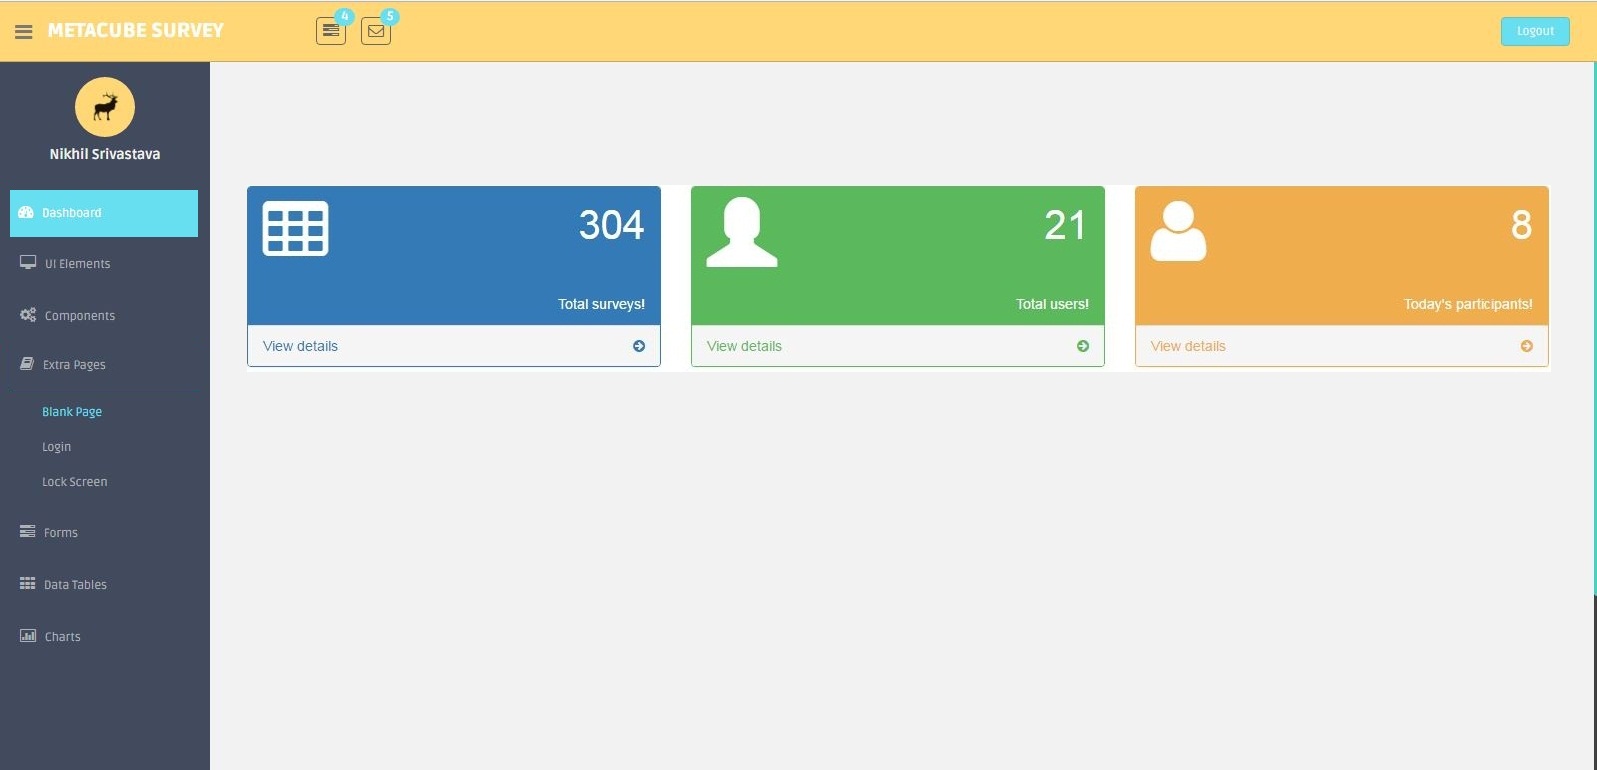 METACUBE SURVEY
4
5
Logout
Nikhil Srivastava
Dashboard
UI Elements
Components
Extra Pages
Blank Page
Login
Lock Screen
Forms
Data Tables
Charts
304
Total surveys!
View details
21
Total users!
View details
8
Today's participants!
View details